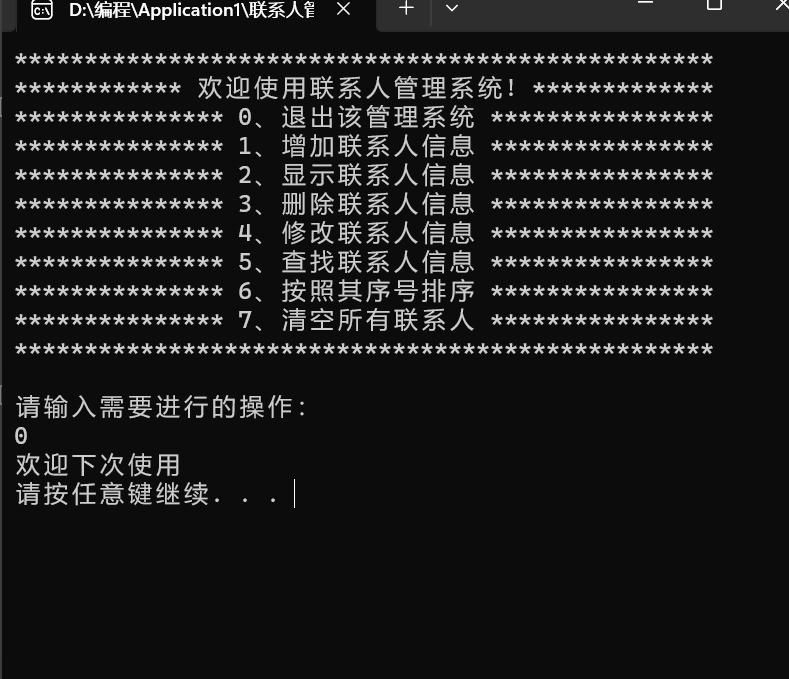 D:\编程\Application1\联系人管
**************************************************
************ 欢迎使用联系人管理系统! *************
*************** 0、退出该管理系统 ****************
*************** 1、增加联系人信息 ****************
*************** 2、显示联系人信息 ****************
*************** 3、删除联系人信息 ****************
*************** 4、修改联系人信息 ****************
*************** 5、查找联系人信息 ****************
*************** 6、按照其序号排序 ****************
*************** 7、清空所有联系人 ****************
**************************************************
请输入需要进行的操作:
0
欢迎下次使用
请按任意键继续. . .